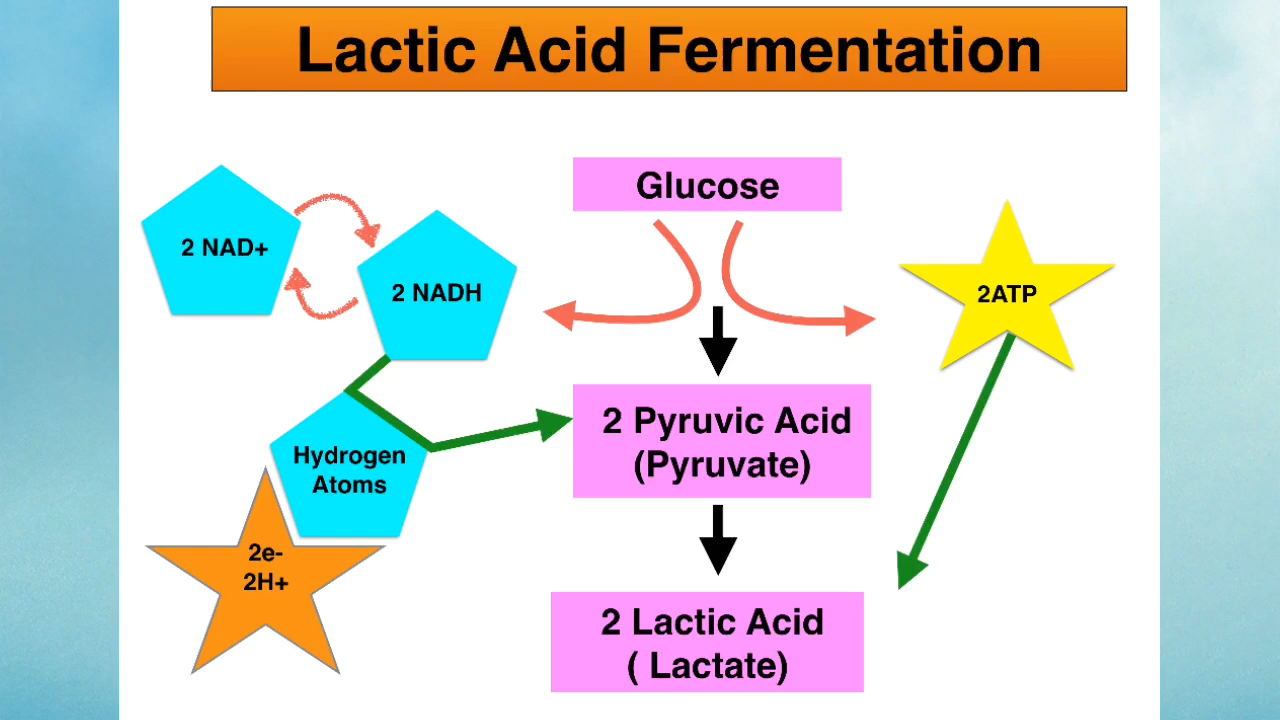 Lactic Acid Fermentation
Glucose
2 NAD+
2 NADH
2ATP
2 Pyruvic Acid
(Pyruvate)
Hydrogen
Atoms
2e-
2H+
2 Lactic Acid
( Lactate)